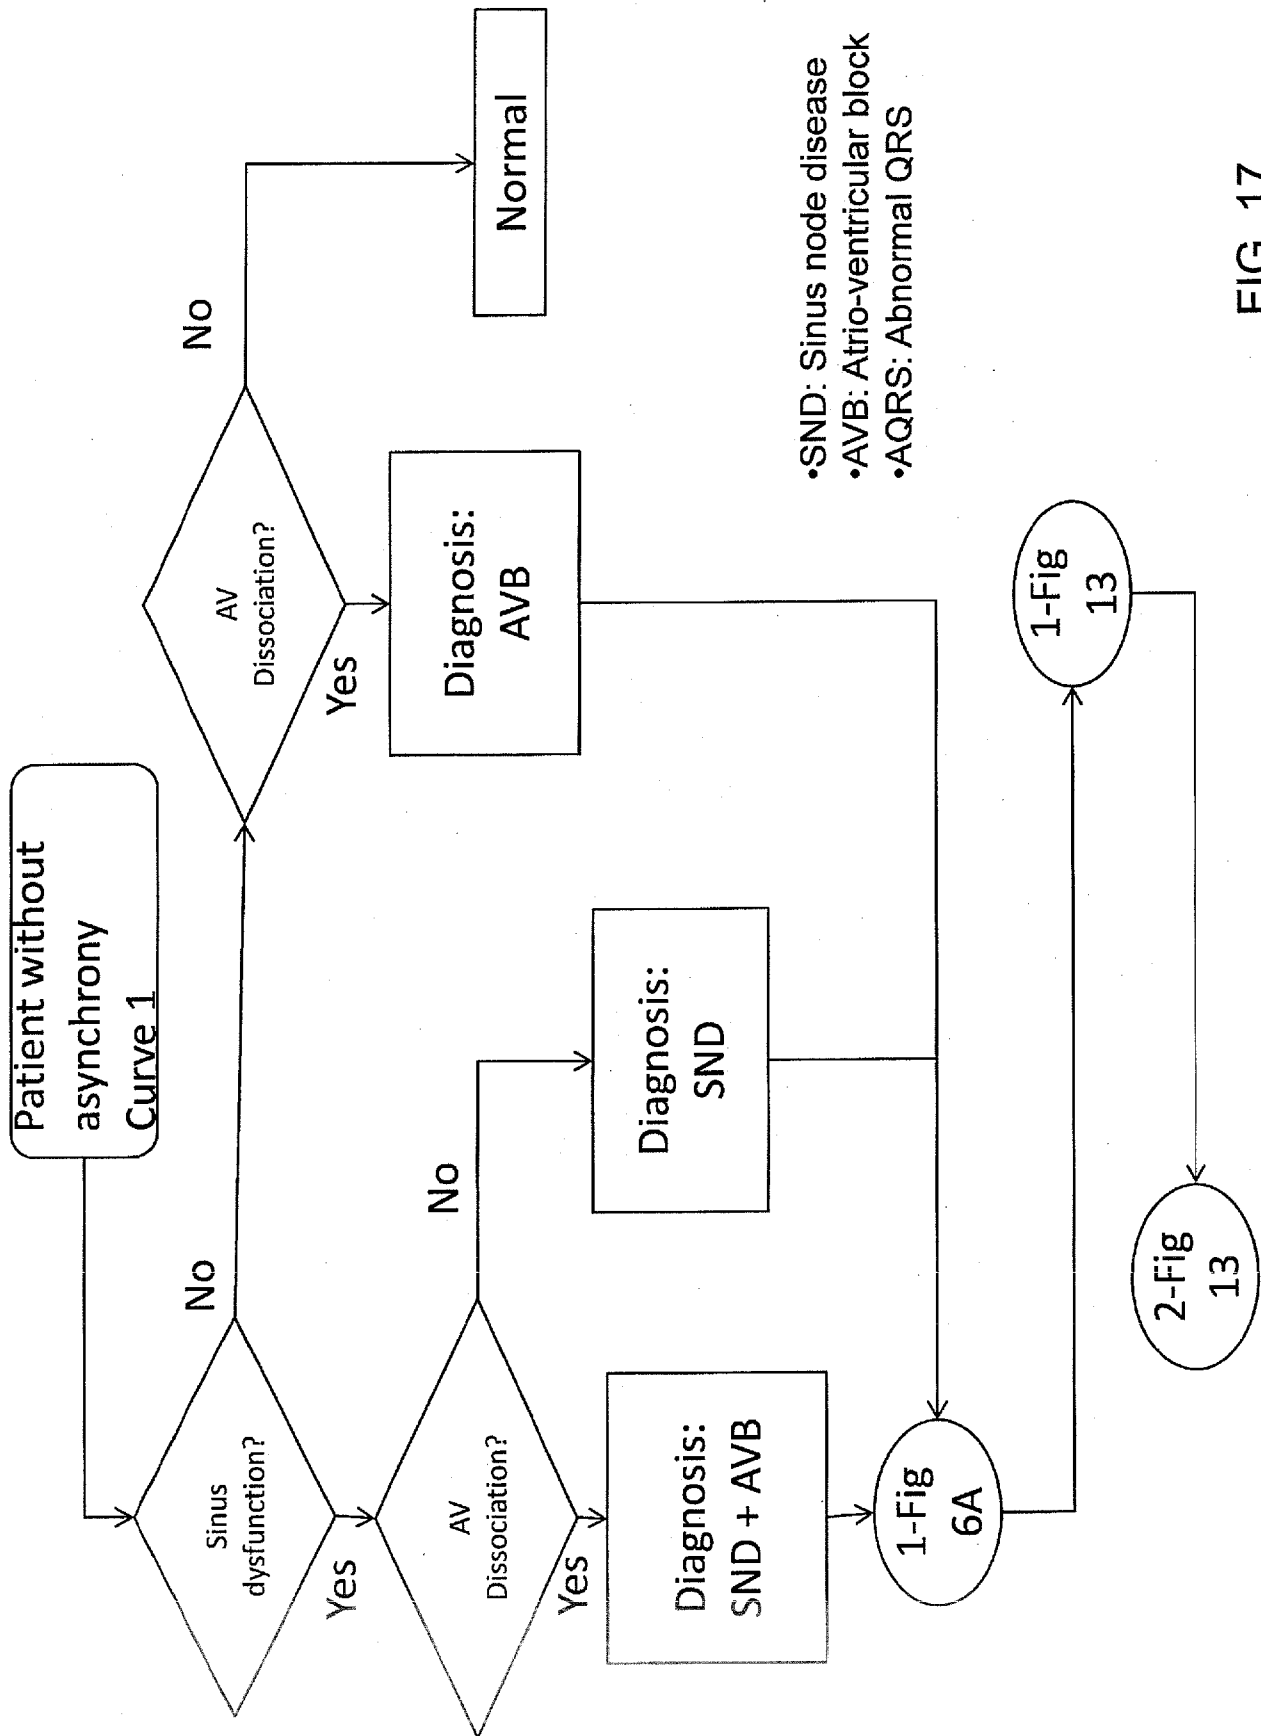 Patient without
asynchrony
Curve 1
Sinus
dysfunction?
No
Yes
AV
Dissociation?
No
Yes
AV
Dissociation?
No
Yes
Normal
Diagnosis:
AVB
Diagnosis:
SND
Diagnosis:
SND + AVB
1-Fig
6A
1-Fig
13
2-Fig
13
•SND: Sinus node disease
•AVB: Atrio-ventricular block
•AQRS: Abnormal QRS
FIG. 17